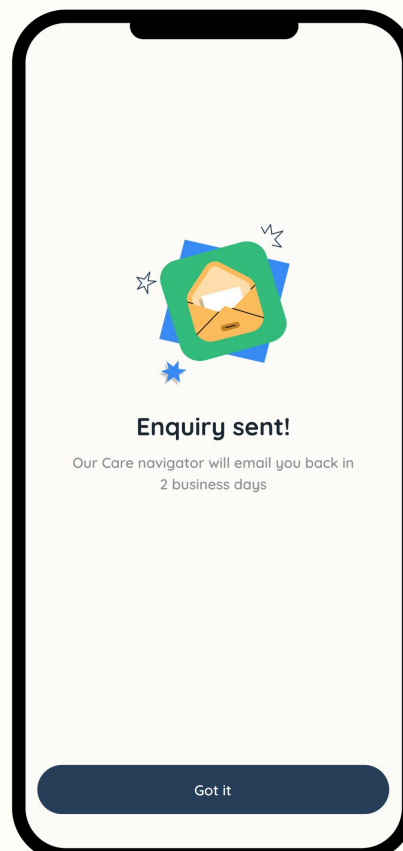 Enquiry sent!
Our Care navigator will email you back in
2 business days
Got it